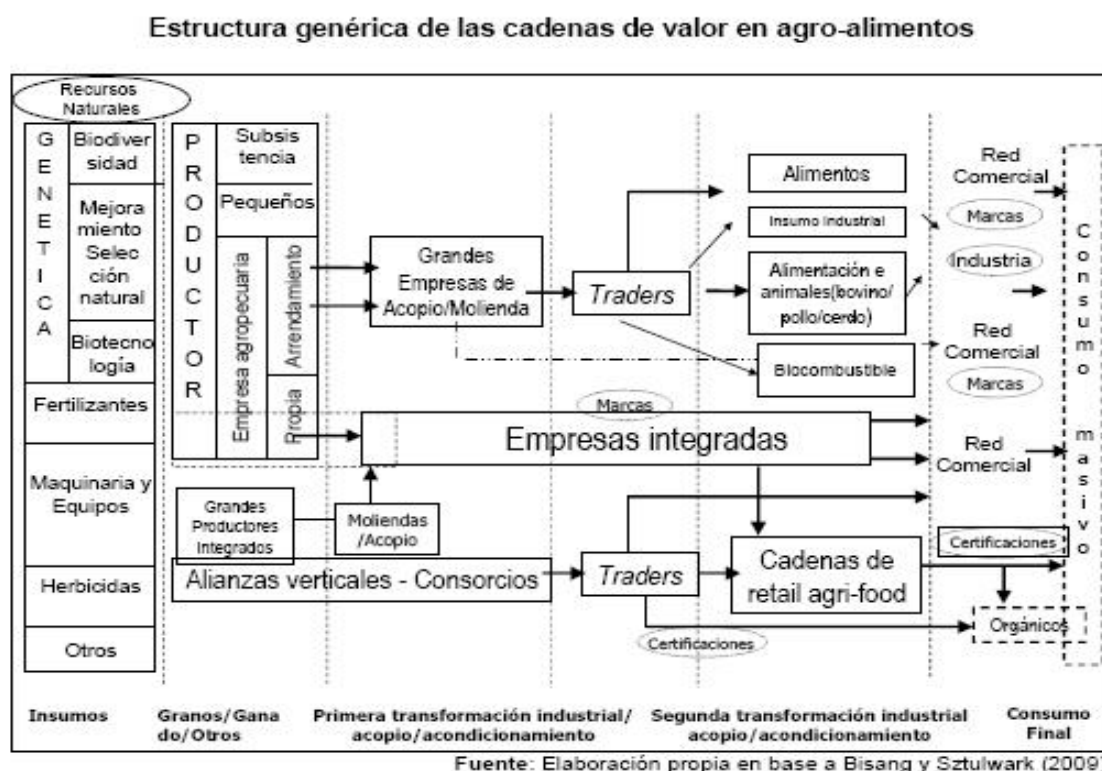 Estructura genérica de las cadenas de valor en agro-alimentos
Recursos
Naturales
G
E
N
E
T
I
C
A
Biodiver
sidad
Mejora
miento
Selec
ción
natural
Biotecno
logía
Fertilizantes
Maquinaria y
Equipos
Herbicidas
Otros
P
R
O
D
U
C
T
O
R
Subsis
tencia
Pequeños
Empresa agropecuaria
Arrendamiento
Propia
Grandes
Productores
Integrados
Moliendas
/Acopio
Alianzas verticales - Consorcios
Grandes
Empresas de
Acopio/Molienda
Traders
Alimentos
Insumo Industrial
Alimentación e
animales(bovino/
pollo/cerdo)
Biocombustible
Marcas
Empresas integradas
Traders
Cadenas de
retail agri-food
Certificaciones
Red
Comercial
Marcas
Industria
Red
Comercial
Marcas
Red
Comercial
Certificaciones
Orgánicos
C
o
n
s
u
m
o
m
a
s
i
v
o
Insumos
Granos/Gana
do/Otros
Primera transformación industrial/
acopio/acondicionamiento
Segunda transformación industrial
acopio/acondicionamiento
Consumo
Final
Fuente: Elaboración propia en base a Bisang y Sztulwark (2009)